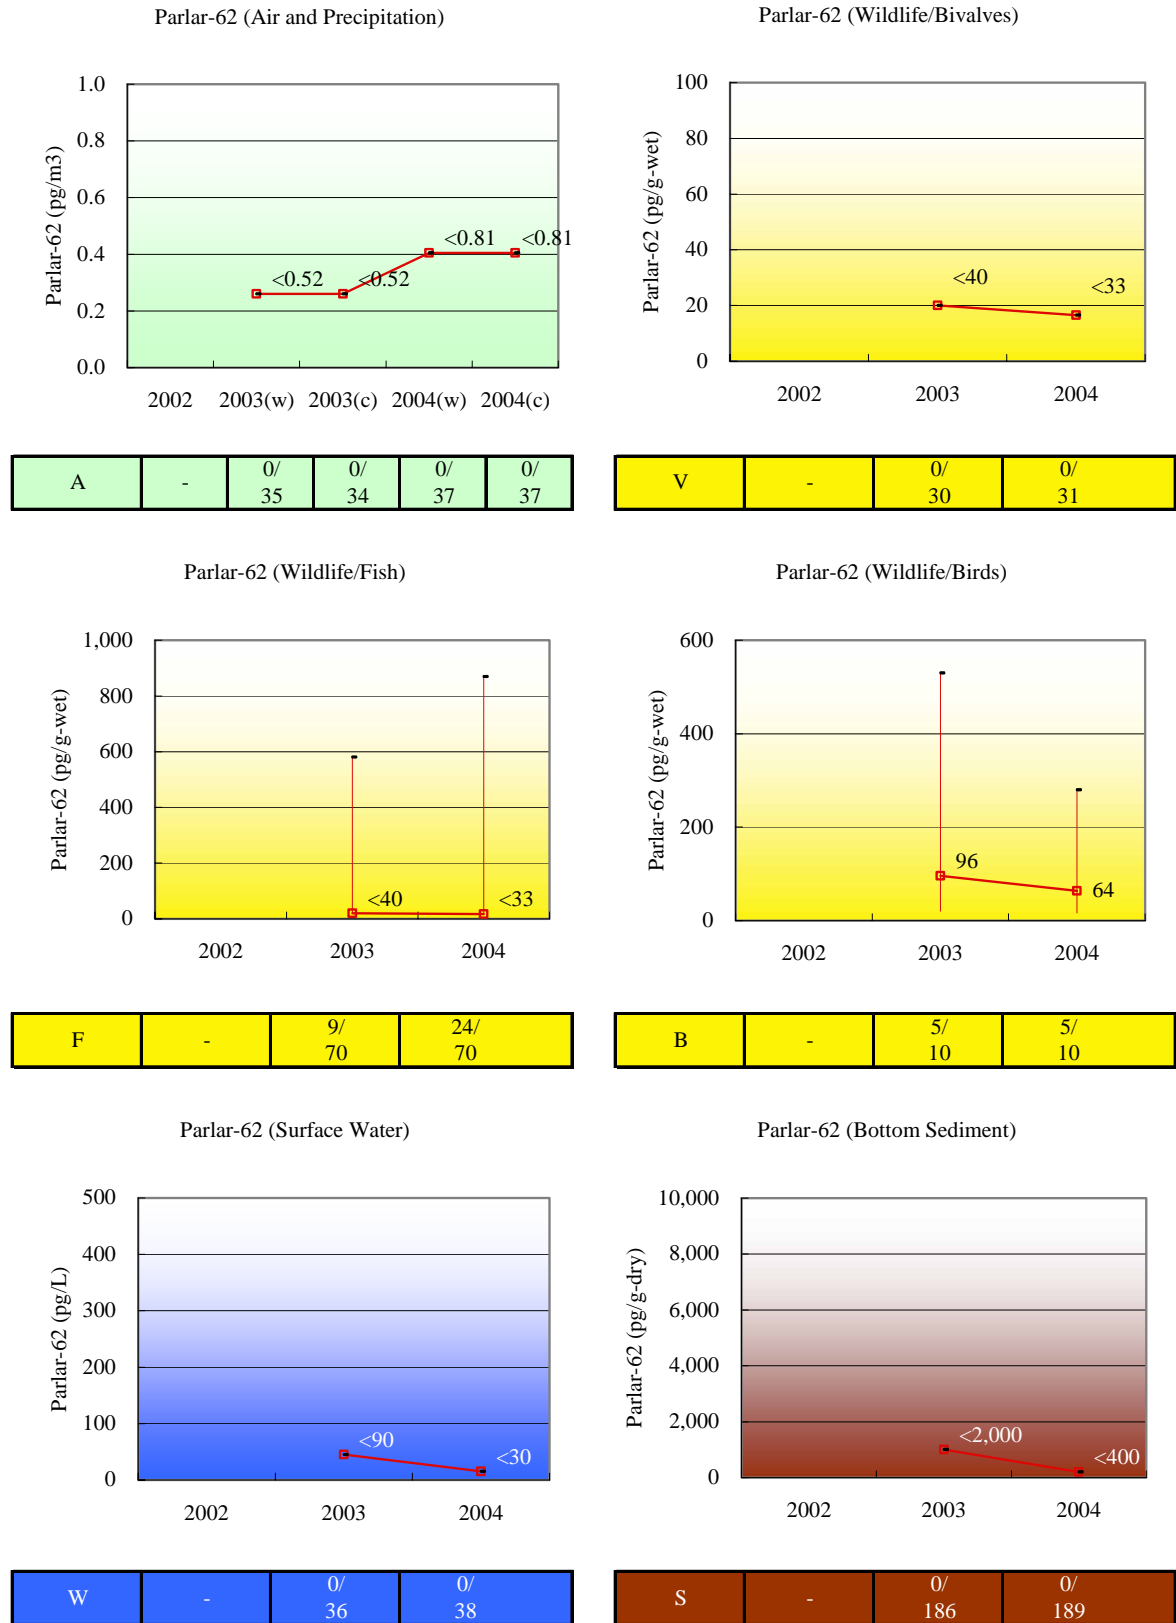 Parlar-62 (Air and Precipitation)
Parlar-62 (pg/m3)
1.0
0.8
0.6
0.4
0.2
0.0
<0.52
<0.52
<0.81
<0.81
2002 2003(w) 2003(c) 2004(w) 2004(c)
A - 0/ 0/ 0/ 0/
35 34 37 37
Parlar-62 (Wildlife/Bivalves)
Parlar-62 (pg/g-wet)
100
80
60
40
20
0
<40
<33
2002 2003 2004
V - 0/ 0/
30 31
Parlar-62 (Wildlife/Fish)
Parlar-62 (pg/g-wet)
1,000
800
600
400
200
0
<40
<33
2002 2003 2004
F - 9/ 24/
70 70
Parlar-62 (Wildlife/Birds)
Parlar-62 (pg/g-wet)
600
400
200
0
96
64
2002 2003 2004
B - 5/ 5/
10 10
Parlar-62 (Surface Water)
Parlar-62 (pg/L)
500
400
300
200
100
0
<90
<30
2002 2003 2004
W - 0/ 0/
36 38
Parlar-62 (Bottom Sediment)
Parlar-62 (pg/g-dry)
10,000
8,000
6,000
4,000
2,000
0
<2,000
<400
2002 2003 2004
S - 0/ 0/
186 189